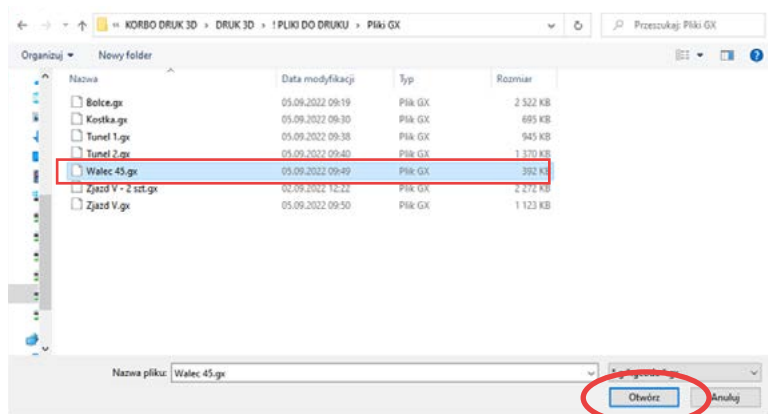 « KORBO DRUK 3D › DRUK 3D › ! PLIKI DO DRUKU › Pliki GX
Przeszukaj: Pliki GX
Organizuj
Nowy folder
Nazwa Data modyfikacji Typ Rozmiar
Bolce.gx 05.09.2022 09:19 Plik GX 2 522 KB
Kostka.gx 05.09.2022 09:30 Plik GX 695 KB
Tunel 1.gx 05.09.2022 09:38 Plik GX 945 KB
Tunel 2.gx 05.09.2022 09:40 Plik GX 1 370 KB
Walec 45.gx 05.09.2022 09:49 Plik GX 392 KB
Zjazd V - 2 szt.gx 02.09.2022 12:22 Plik GX 2 272 KB
Zjazd V.gx 05.09.2022 09:50 Plik GX 1 123 KB
Nazwa pliku: Walec 45.gx
Otwórz Anuluj